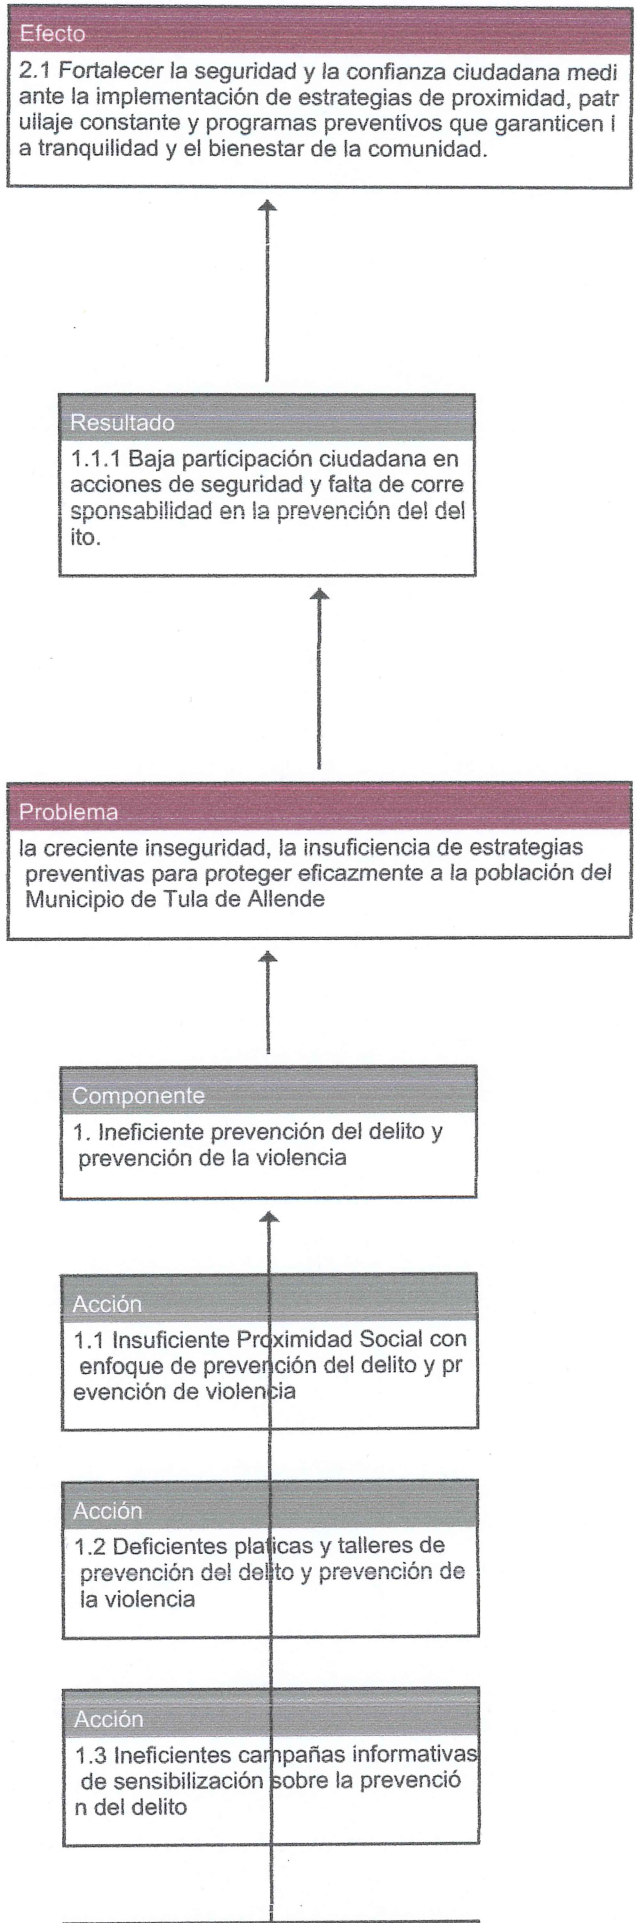 Efecto
2.1 Fortalecer la seguridad y la confianza ciudadana medi
ante la implementación de estrategias de proximidad, patr
ullaje constante y programas preventivos que garanticen l
a tranquilidad y el bienestar de la comunidad.
Resultado
1.1.1 Baja participación ciudadana en
acciones de seguridad y falta de corre
sponsabilidad en la prevención del del
ito.
Problema
la creciente inseguridad, la insuficiencia de estrategias
preventivas para proteger eficazmente a la población del
Municipio de Tula de Allende
Componente
1. Ineficiente prevención del delito y
prevención de la violencia
Acción
1.1 Insuficiente Proximidad Social con
enfoque de prevención del delito y pr
evención de violencia
Acción
1.2 Deficientes platicas y talleres de
prevención del delito y prevención de
la violencia
Acción
1.3 Ineficientes campañas informativas
de sensibilización sobre la prevenció
n del delito